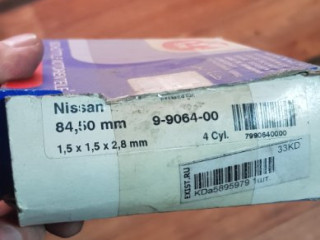 Nissan
84,50 mm 9-9064-00
1,5 x 1,5 x 2,8 mm 4 Cyl. 7990640000
33KD
EXIST.RU
KDa5895979 1шт.